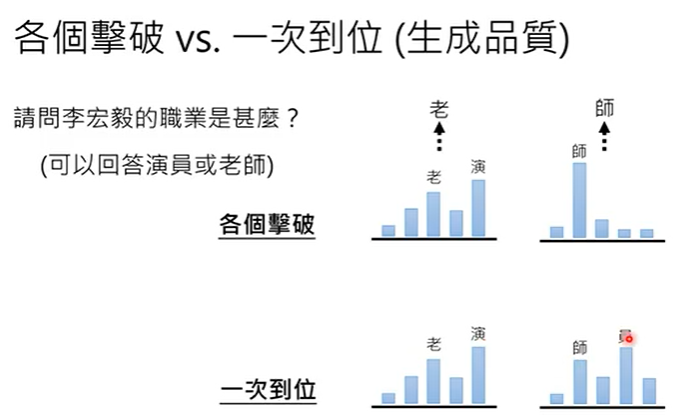 各個擊破 vs. 一次到位 (生成品質)
請問李宏毅的職業是甚麼？
(可以回答演員或老師)
老
師
老
演
師
各個擊破
老
演
師
員
一次到位